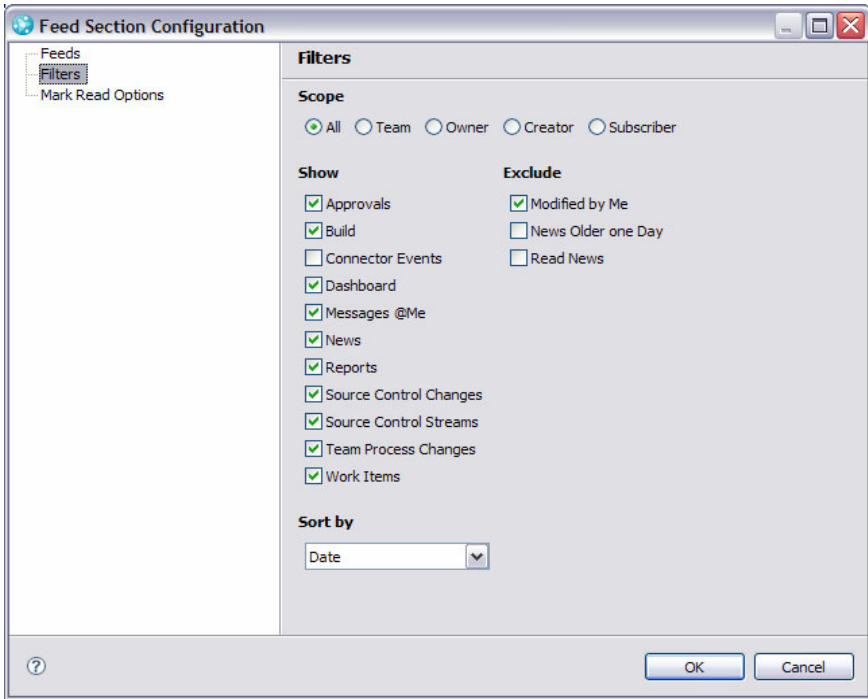 Feed Section Configuration
Feeds
Filters
Mark Read Options
Filters
Scope
All Team Owner Creator Subscriber
Show Exclude
Approvals Modified by Me
Build News Older one Day
Connector Events Read News
Dashboard
Messages @Me
News
Reports
Source Control Changes
Source Control Streams
Team Process Changes
Work Items
Sort by
Date
? OK Cancel